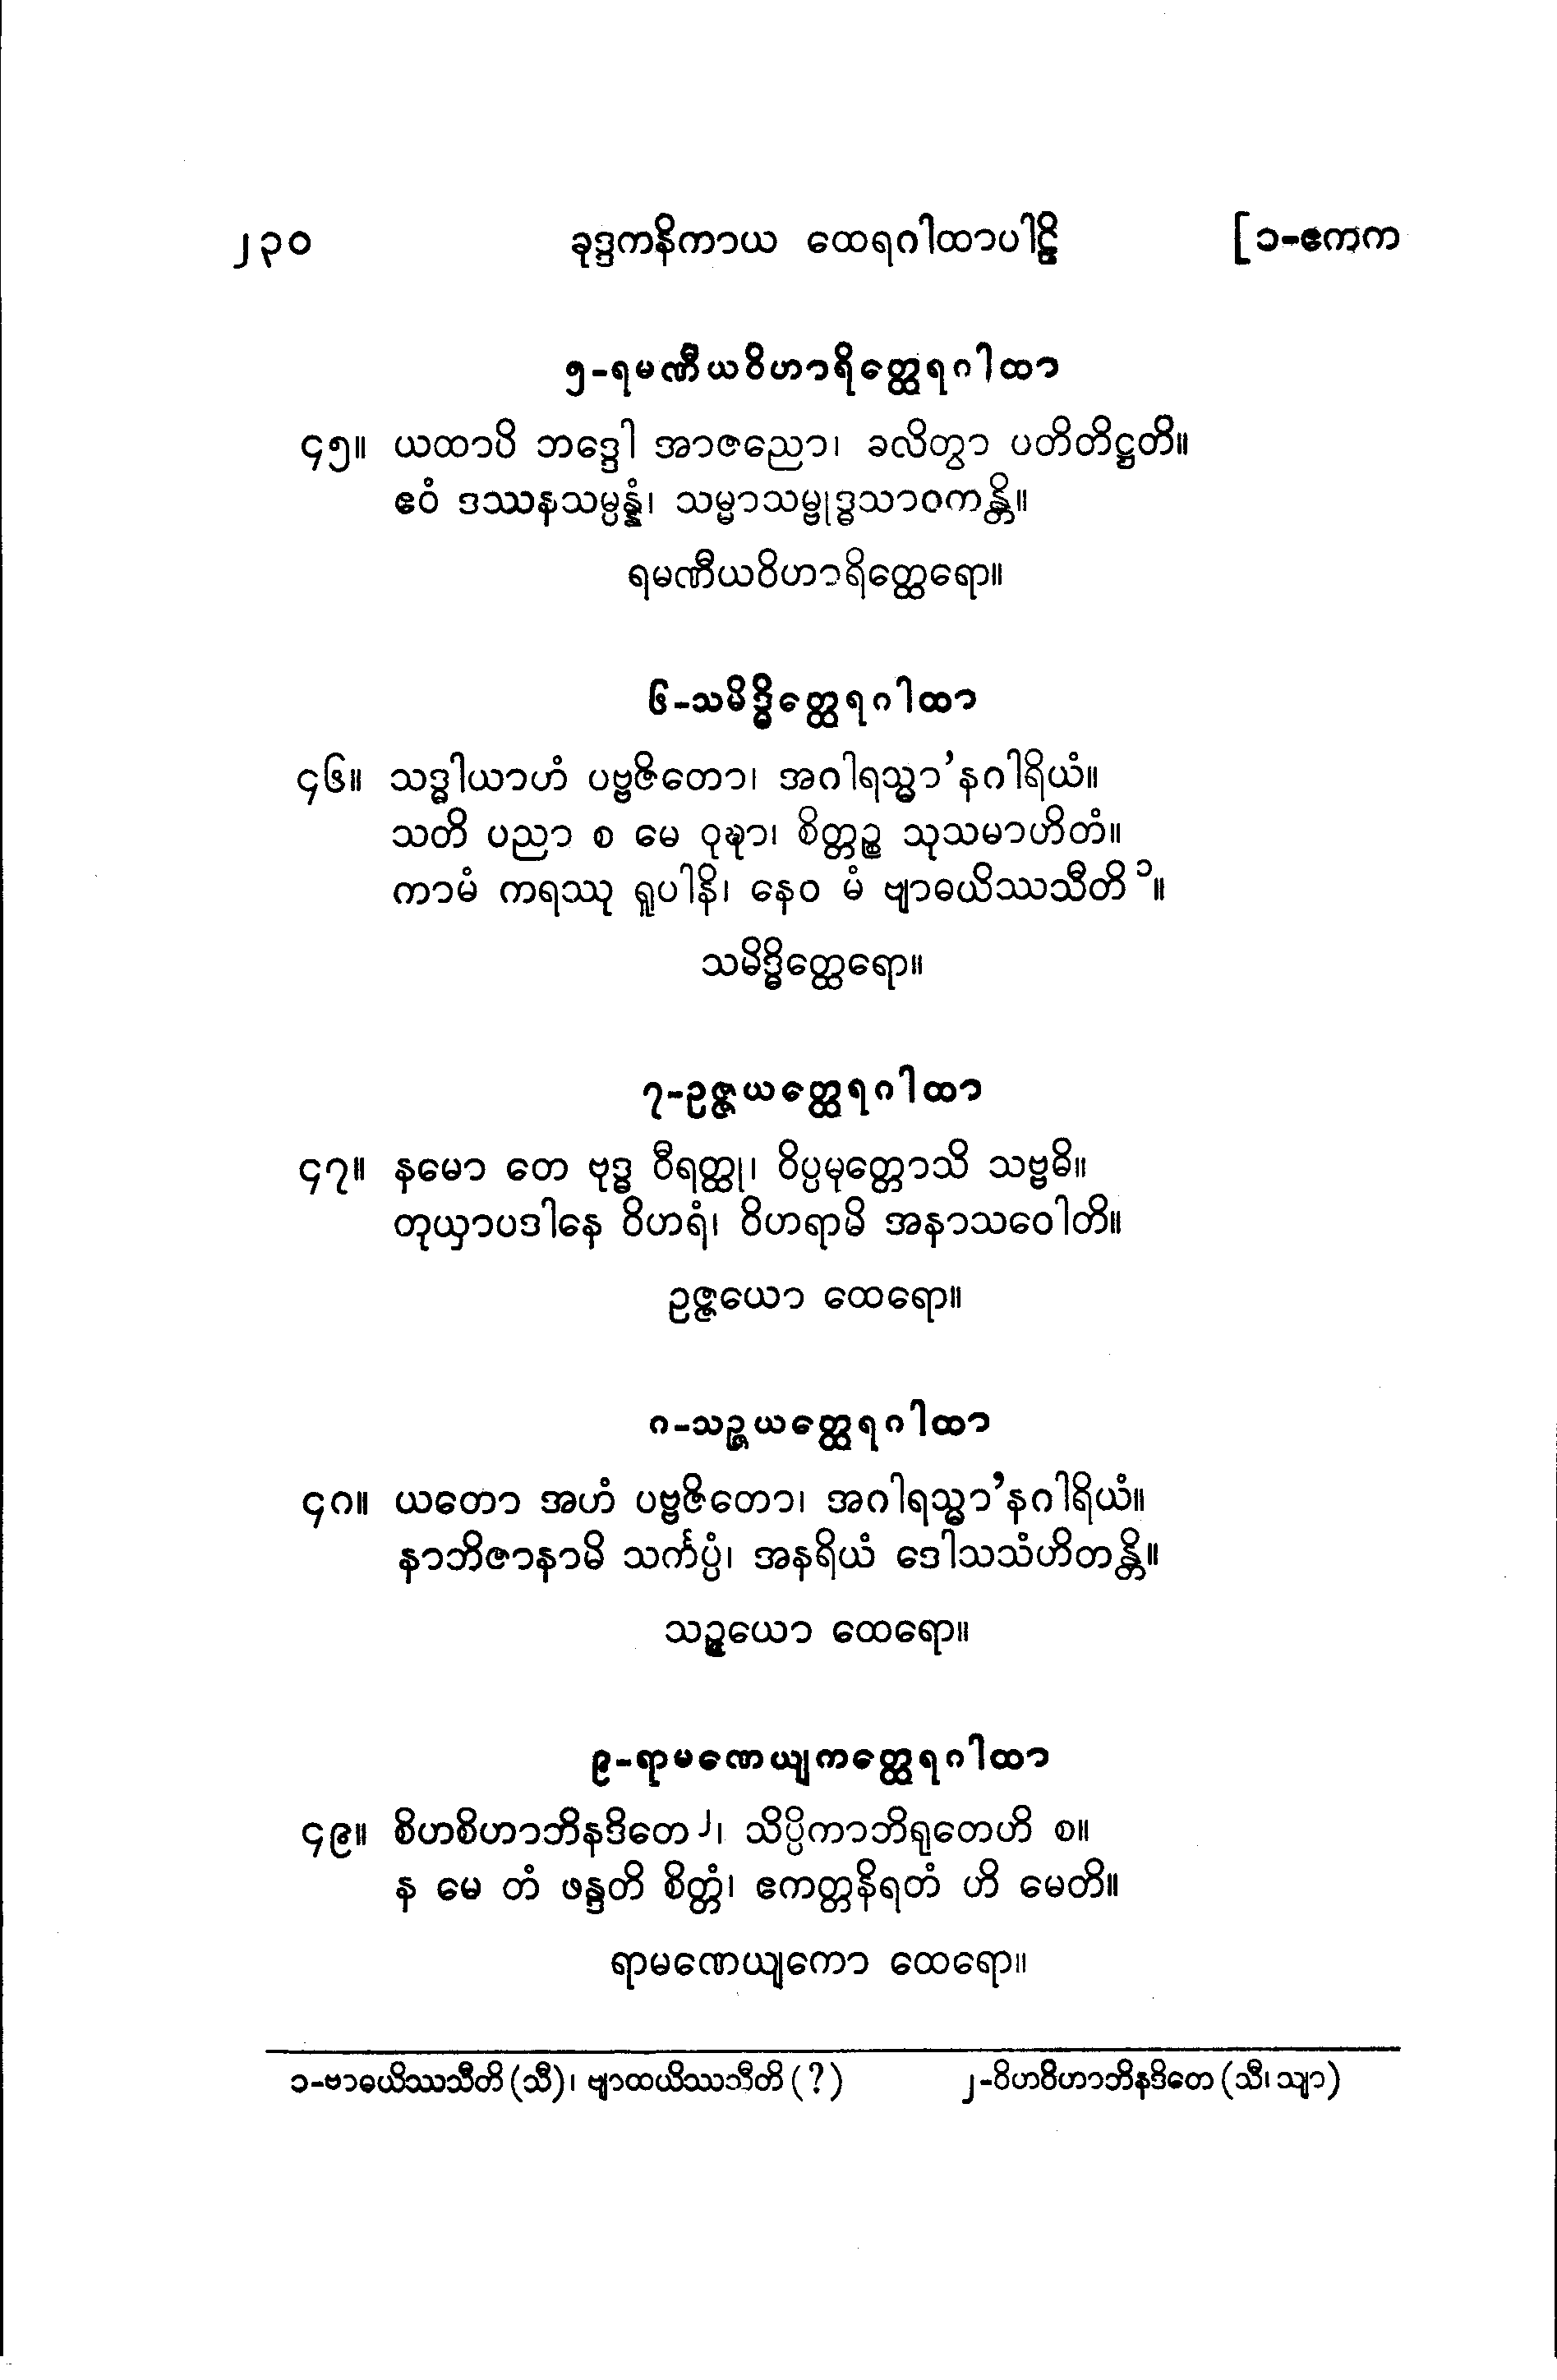 ၂၃၀ ခုဒ္ဒကနိကာယ ထေရဂါထာပါဠိ [၁-ဧကက
၅-ရမဏီယဝိဟာရိတ္ထေရဂါထာ
၄၅။ ယထာပိ ဘဒ္ဒေါ အာဇညော၊ ခလိတွာ ပတိတိဋ္ဌတိ။
ဧဝံ ဒဿနသမ္ပန္နံ၊ သမ္မာသမ္ဗုဒ္ဓသာဝကန္တိ။
ရမဏီယဝိဟာရိတ္ထေရော။
၆-သမိဒ္ဓိတ္ထေရဂါထာ
၄၆။ သဒ္ဓါယာဟံ ပဗ္ဗဇိတော၊ အဂါရသ္မာ’နဂါရိယံ။
သတိ ပညာ စ မေ ဝုဍ္ဎာ၊ စိတ္တဉ္စ သုသမာဟိတံ။
ကာမံ ကရဿု ရူပါနိ၊ နေဝ မံ ဗျာဓယိဿသီတိ ၁။
သမိဒ္ဓိတ္ထေရော။
၇-ဥဇ္ဇယတ္ထေရဂါထာ
၄၇။ နမော တေ ဗုဒ္ဓ ဝီရတ္ထု၊ ဝိပ္ပမုတ္တောသိ သဗ္ဗဓိ။
တုယှာပဒါနေ ဝိဟရံ၊ ဝိဟရာမိ အနာသဝေါတိ။
ဥဇ္ဇယော ထေရော။
၈-သဉ္ဇယတ္ထေရဂါထာ
၄၈။ ယတော အဟံ ပဗ္ဗဇိတော၊ အဂါရသ္မာ’နဂါရိယံ။
နာဘိဇာနာမိ သင်္ကပ္ပံ၊ အနရိယံ ဒေါသသံဟိတန္တိ။
သဉ္ဇယော ထေရော။
၉-ရာမဏေယျကတ္ထေရဂါထာ
၄၉။ စိဟစိဟာဘိနဒိတေ ၂၊ သိပ္ပိကာဘိရုတေဟိ စ။
န မေ တံ ဖန္ဒတိ စိတ္တံ၊ ဧကတ္တနိရတံ ဟိ မေတိ။
ရာမဏေယျကော ထေရော။
၁-ဗာဓယိဿသီတိ (သီ)၊ ဗျာထယိဿသီတိ (?) ၂-ဝိဟဝိဟာဘိနဒိတေ (သီ၊ သျာ)